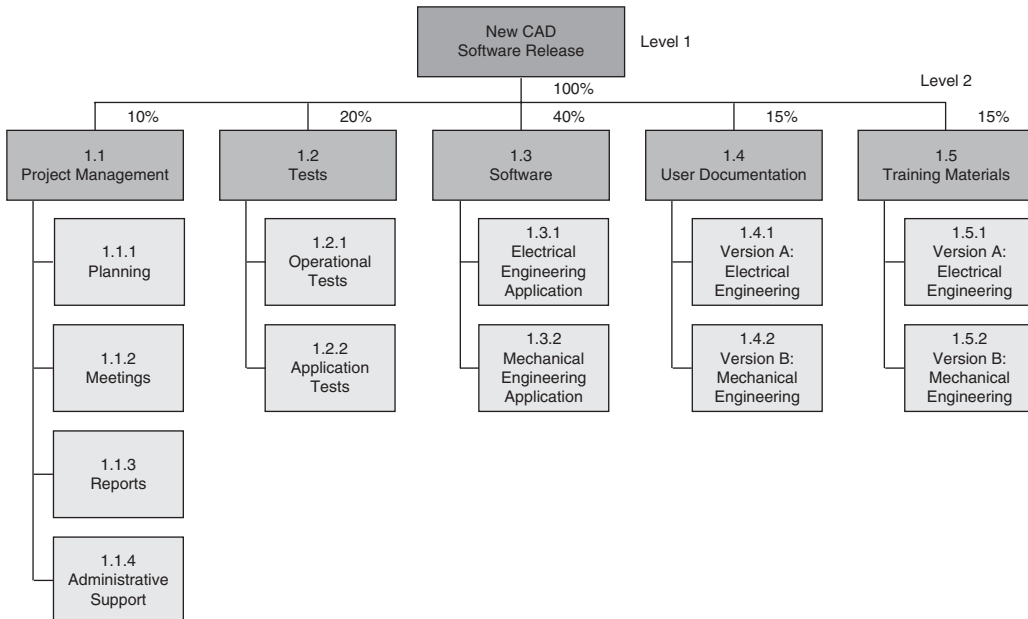 New CAD
Software Release
Level 1
100%
Level 2
10%
20%
40%
15%
15%
1.1
Project Management
1.2
Tests
1.3
Software
1.4
User Documentation
1.5
Training Materials
1.1.1
Planning
1.2.1
Operational
Tests
1.3.1
Electrical
Engineering
Application
1.4.1
Version A:
Electrical
Engineering
1.5.1
Version A:
Electrical
Engineering
1.1.2
Meetings
1.2.2
Application
Tests
1.3.2
Mechanical
Engineering
Application
1.4.2
Version B:
Mechanical
Engineering
1.5.2
Version B:
Mechanical
Engineering
1.1.3
Reports
1.1.4
Administrative
Support